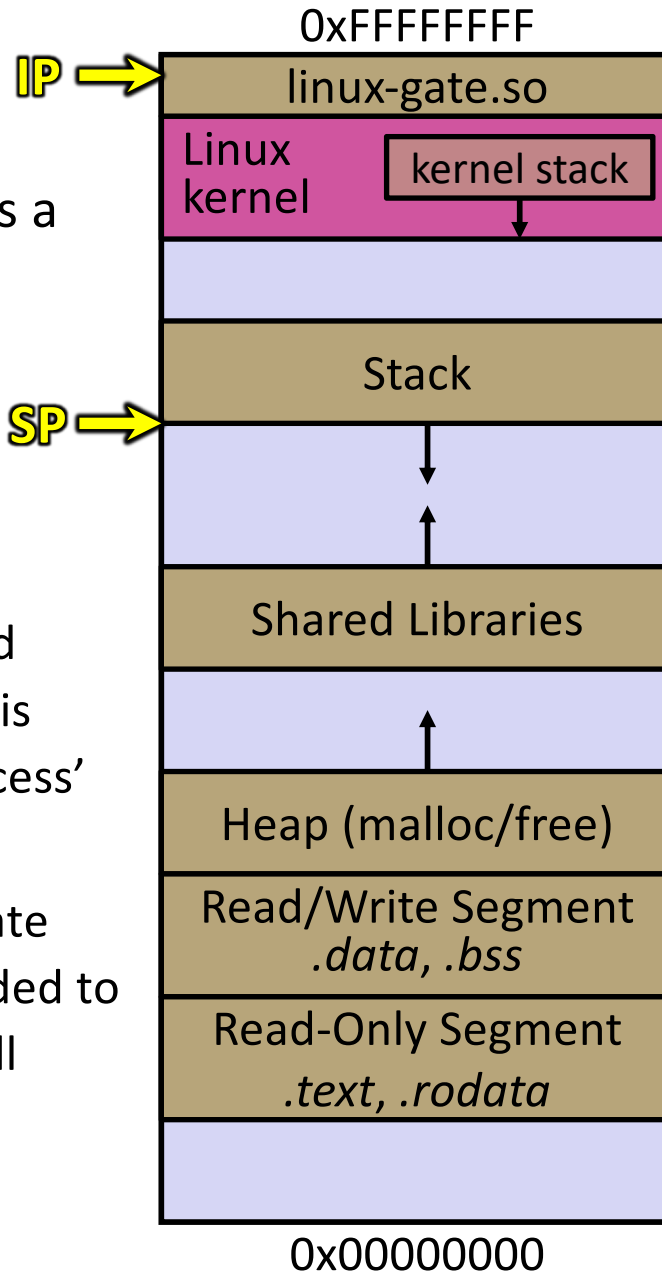 0xFFFFFFFF
IP
linux-gate.so
Linux
kernel
kernel stack
s a
Stack
SP
Shared Libraries
d
is
cess’
Heap (malloc/free)
Read/Write Segment
.data, .bss
ate
ded to
Read-Only Segment
ll
.text, .rodata
0x00000000